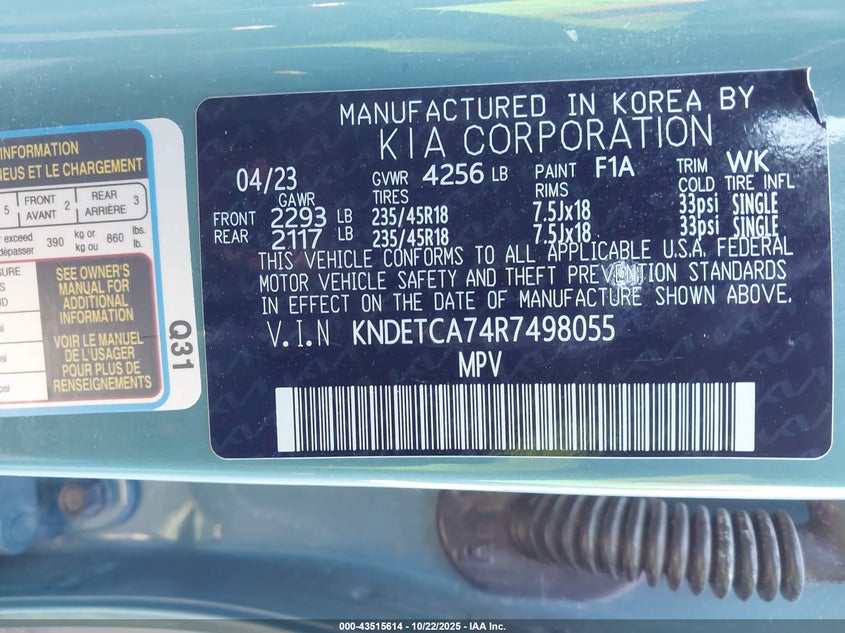 INFORMATION
NEUS ET LE CHARGEMENT
5 FRONT AVANT 2 REAR ARRIÈRE 3
exceed
dépasser 390 kg or kg ou 860 lbs. lb.
SEE OWNER'S
MANUAL FOR
ADDITIONAL
INFORMATION
VOIR LE MANUEL
DE L'USAGER
POUR PLUS DE
RENSEIGNEMENTS
Q31
MANUFACTURED IN KOREA BY
KIA CORPORATION
04/23 GVWR 4256 LB PAINT F1A TRIM WK
GAWR TIRES RIMS COLD TIRE INFL
FRONT 2293 LB 235/45R18 7.5Jx18 33psi SINGLE
REAR 2117 LB 235/45R18 7.5Jx18 33psi SINGLE
THIS VEHICLE CONFORMS TO ALL APPLICABLE U.S.A. FEDERAL
MOTOR VEHICLE SAFETY AND THEFT PREVENTION STANDARDS
IN EFFECT ON THE DATE OF MANUFACTURE SHOWN ABOVE.
V.I.N KNDETCA74R7498055
MPV
000-43515614 - 10/22/2025 - IAA Inc.